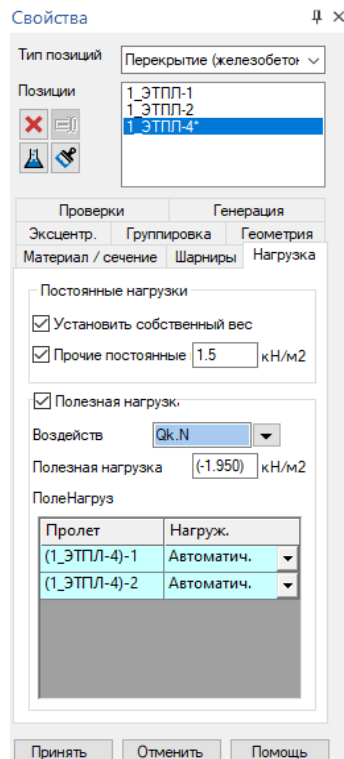 Свойства
Тип позиций Перекрытие (железобетон
Позиции
1_ЭТПЛ-1
1_ЭТПЛ-2
1_ЭТПЛ-4*
Проверки Генерация
Эксцентр. Группировка Геометрия
Материал / сечение Шарниры Нагрузка
Постоянные нагрузки
Установить собственный вес
Прочие постоянные 1.5 кН/м2
Полезная нагрузк
Воздейств Qk.N
Полезная нагрузка (-1.950) кН/м2
ПолеНагруз
Пролет Нагруж.
(1_ЭТПЛ-4)-1 Автоматич.
(1_ЭТПЛ-4)-2 Автоматич.
Принять Отменить Помощь